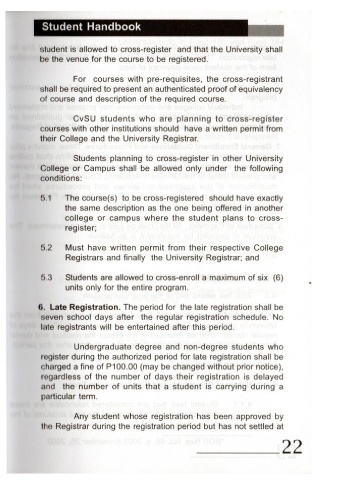 Student Handbook
student is allowed to cross-register and that the University shall
be the venue for the course to be registered.
For courses with pre-requisites, the cross-registrant
shall be required to present an authenticated proof of equivalency
of course and description of the required course.
CvSU students who are planning to cross-register
courses with other institutions should have a written permit from
their College and the University Registrar.
Students planning to cross-register in other University
College or Campus shall be allowed only under the following
conditions:
5.1 The course(s) to be cross-registered should have exactly
the same description as the one being offered in another
college or campus where the student plans to cross-
register;
5.2 Must have written permit from their respective College
Registrars and finally the University Registrar; and
5.3 Students are allowed to cross-enroll a maximum of six (6)
units only for the entire program.
6. Late Registration. The period for the late registration shall be
seven school days after the regular registration schedule. No
late registrants will be entertained after this period.
Undergraduate degree and non-degree students who
register during the authorized period for late registration shall be
charged a fine of P100.00 (may be changed without prior notice),
regardless of the number of days their registration is delayed
and the number of units that a student is carrying during a
particular term.
Any student whose registration has been approved by
the Registrar during the registration period but has not settled at
22